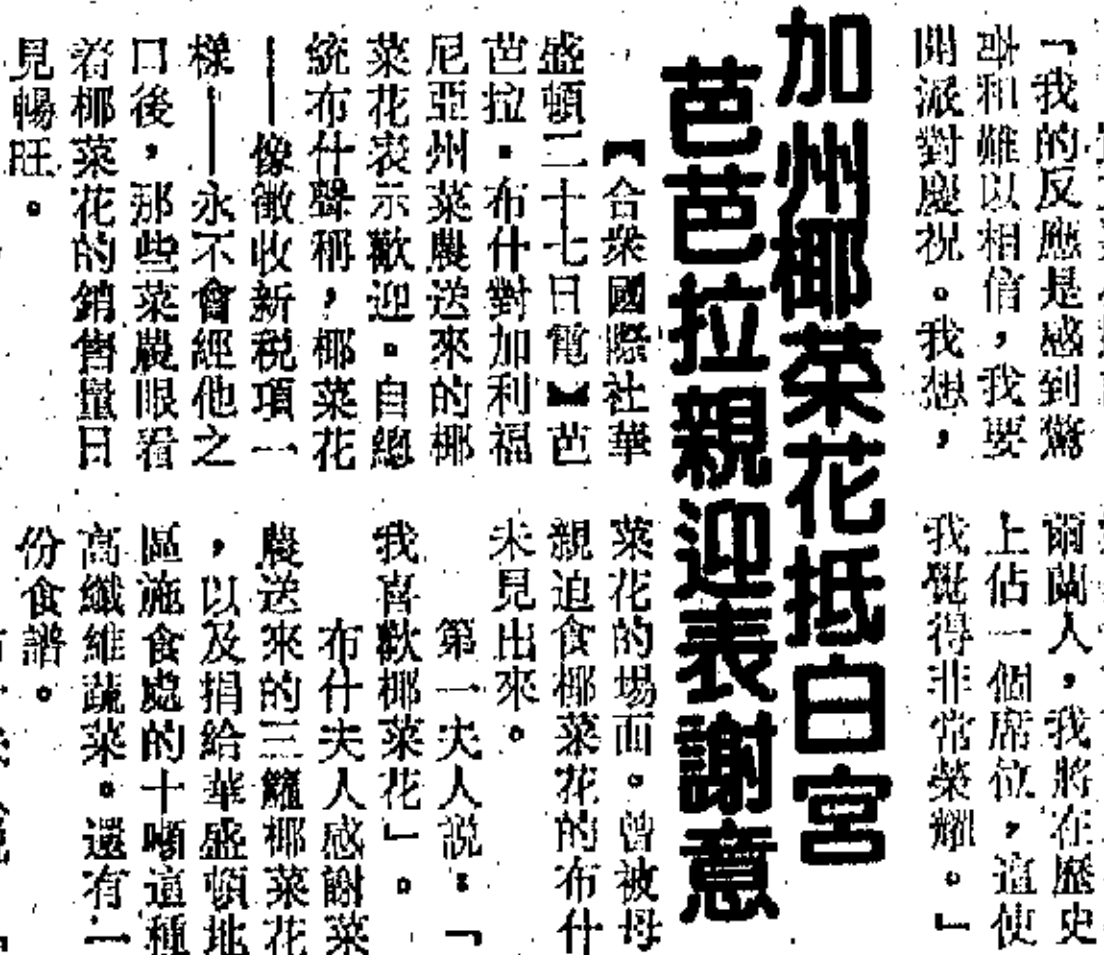 「我的反應是感到驚
和難以相信，我要
開派對慶祝。我想，
爾蘭人，我將在歷史
上佔一個席位，這使
我覺得非常榮耀。」
加州椰菜花抵白宮
芭芭拉親迎表謝意
【合衆國際社華
盛頓二十七日電】芭
芭拉・布什對加利福
尼亞州菜農送來的椰
菜花表示歡迎。自總
統布什聲稱，椰菜花
——像徵收新稅項一
樣——永不會經他之
口後，那些菜農眼看
着椰菜花的銷售量日
見暢旺。
菜花的場面。曾被母
親迫食椰菜花的布什
未見出來。
第一夫人説：「
我喜歡椰菜花」。
布什夫人感謝菜
農送來的三籮椰菜花
，以及捐給華盛頓地
區施食處的十噸這種
高纖維蔬菜。還有一
份食譜。